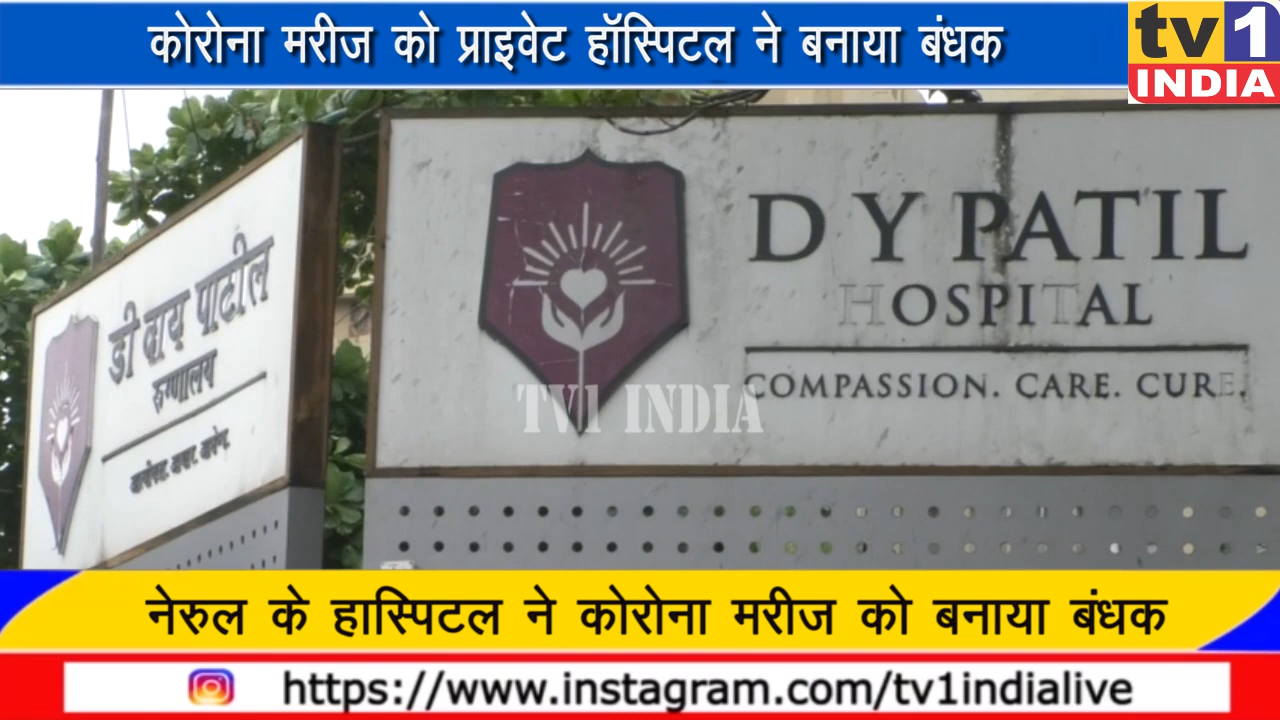 कोरोना मरीज को प्राइवेट हॉस्पिटल ने बनाया बंधक
tv1
INDIA
डी वाय पाटील
रुग्णालय
D Y PATIL
HOSPITAL
COMPASSION. CARE. CURE.
TV1 INDIA
नेरुल के हास्पिटल ने कोरोना मरीज को बनाया बंधक
https://www.instagram.com/tv1indialive